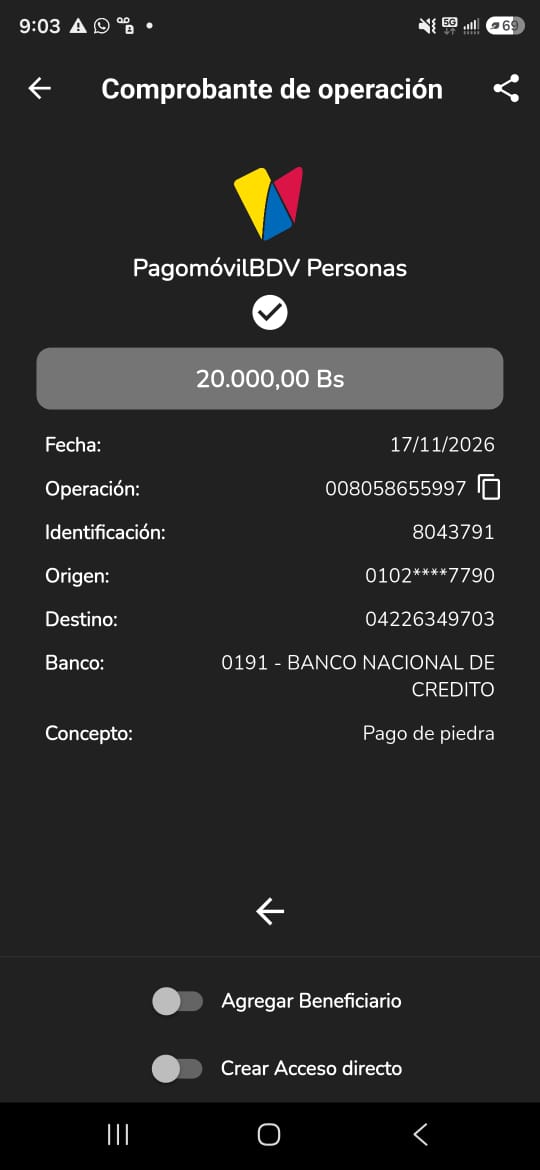 9:03
5G
69
Comprobante de operación
PagomóvilBDV Personas
20.000,00 Bs
Fecha: 17/11/2026
Operación: 008058655997
Identificación: 8043791
Origen: 0102****7790
Destino: 04226349703
Banco: 0191 - BANCO NACIONAL DE
CREDITO
Concepto: Pago de piedra
Agregar Beneficiario
Crear Acceso directo